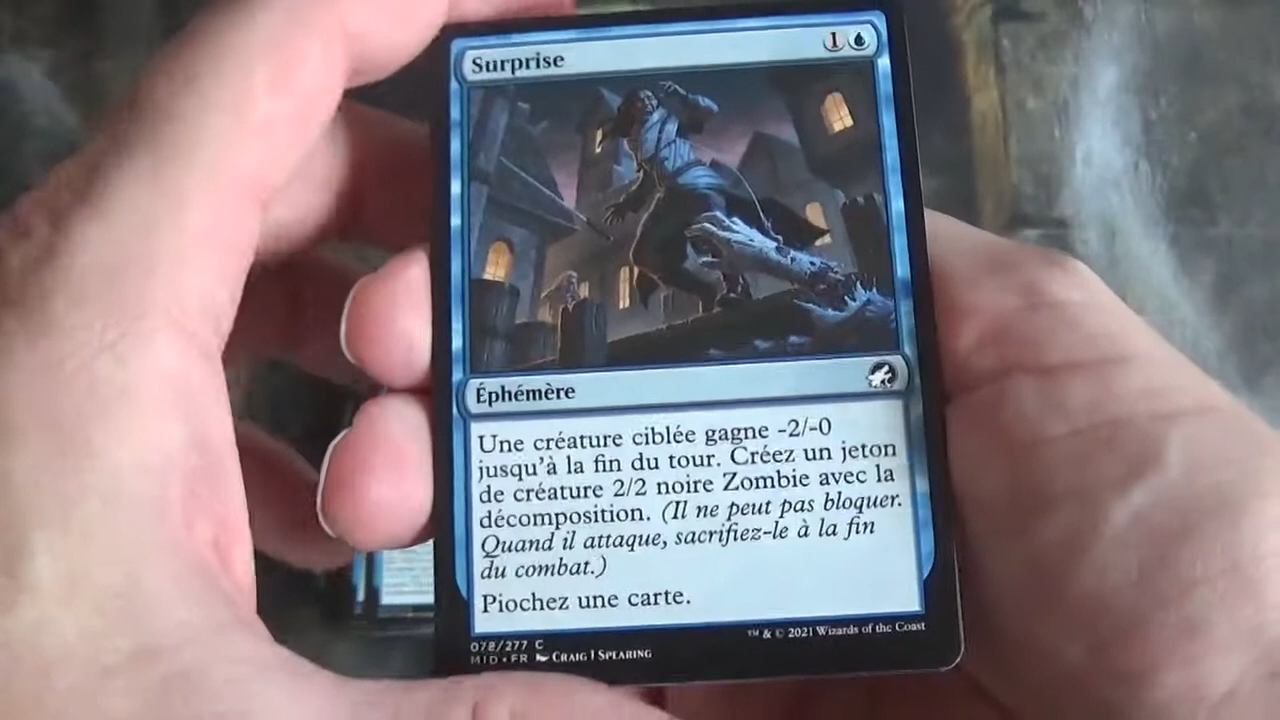 Surprise 1
Éphémère
Une créature ciblée gagne -2/-0
jusqu'à la fin du tour. Créez un jeton
de créature 2/2 noire Zombie avec la
décomposition. (Il ne peut pas bloquer.
Quand il attaque, sacrifiez-le à la fin
du combat.)
Piochez une carte.
078/277 C
™ & © 2021 Wizards of the Coast
MID • FR Craig J Spearing